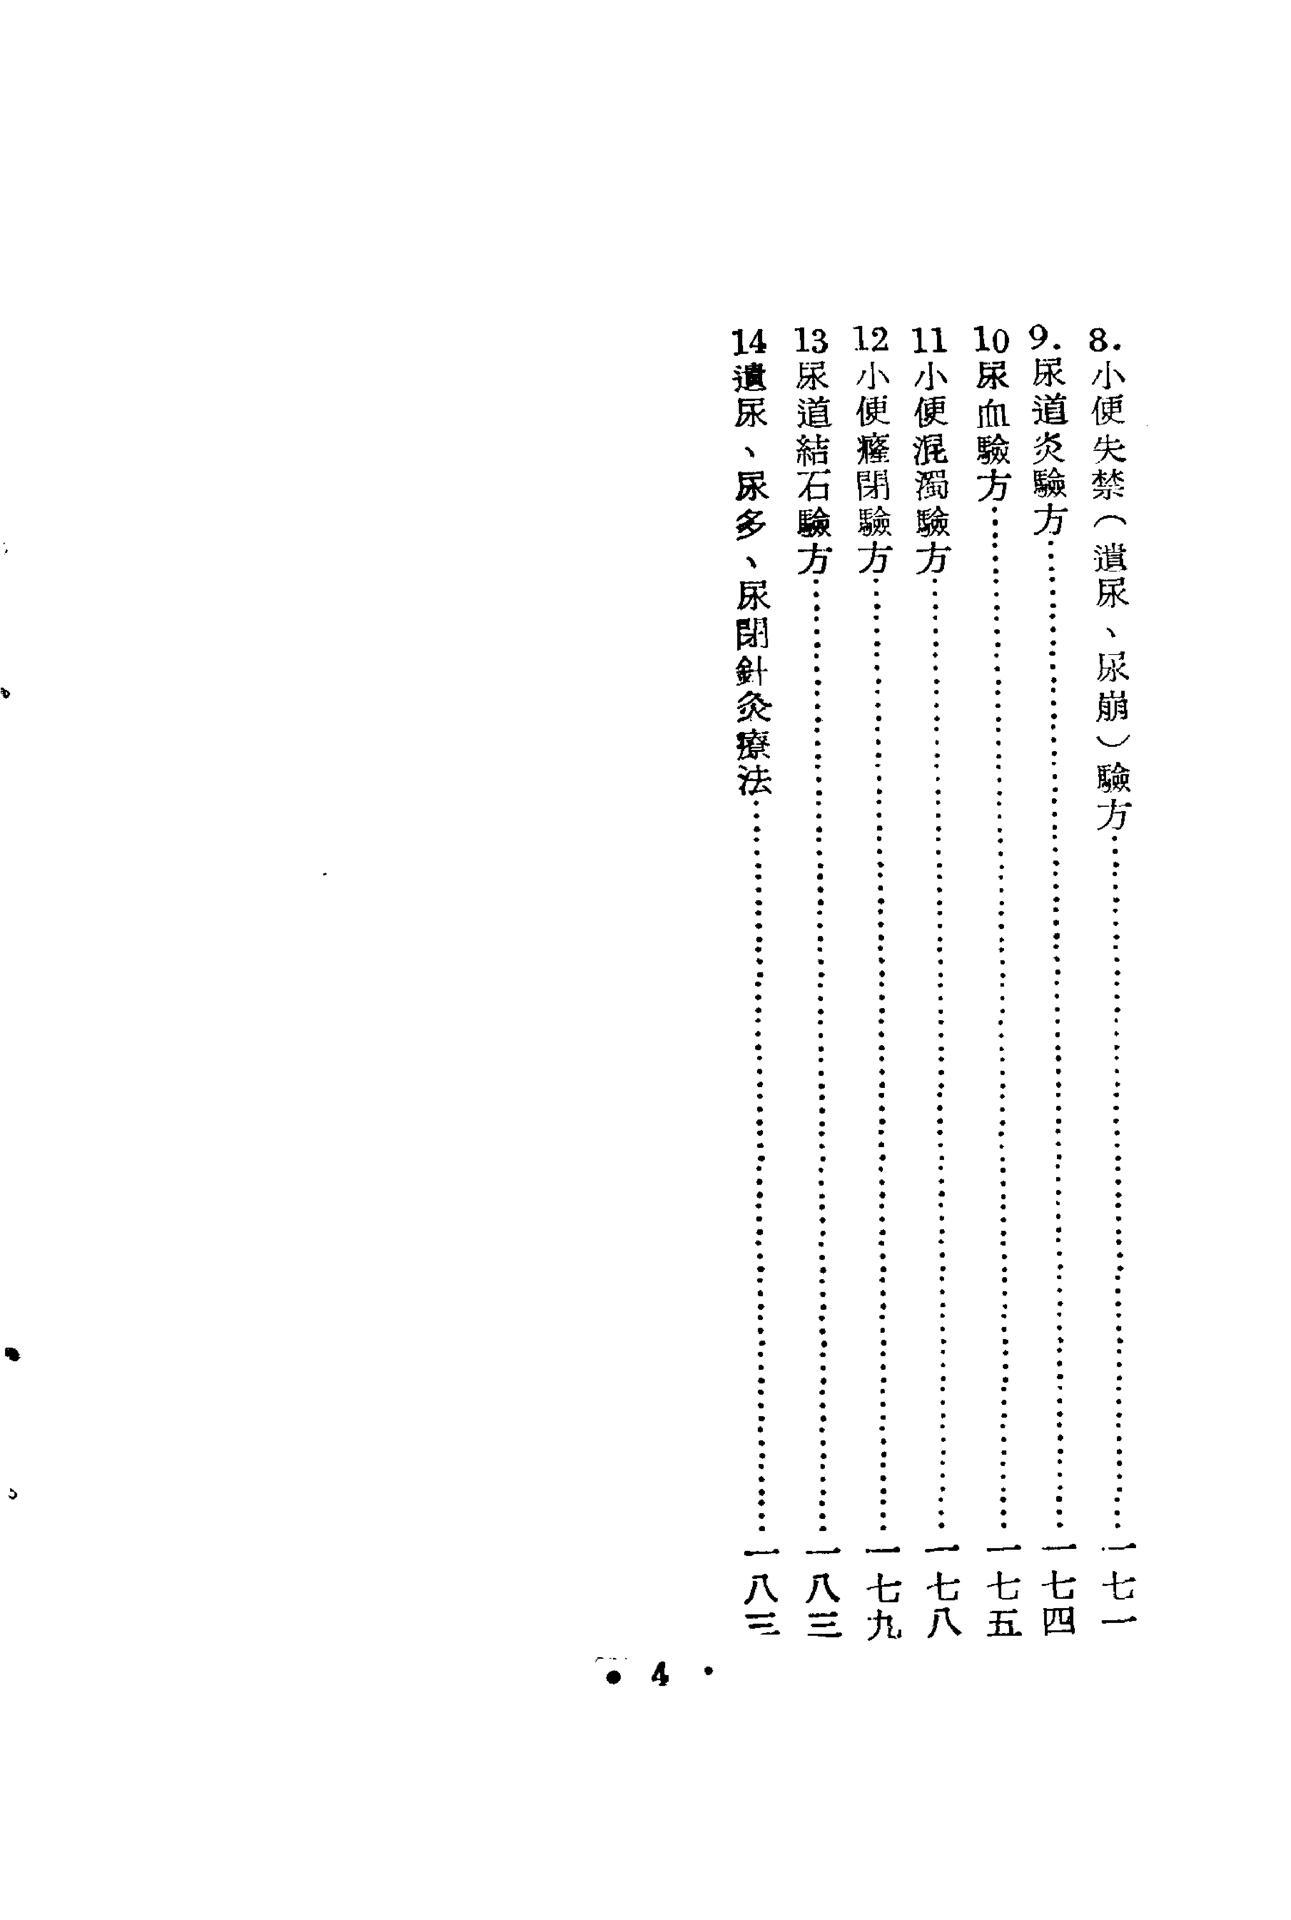 8.小便失禁（遺尿、尿崩）驗方……一七一
9.尿道炎驗方……一七四
10尿血驗方……一七五
11小便混濁驗方……一七八
12小便癃閉驗方……一七九
13尿道結石驗方……一八三
14遺尿、尿多、尿閉針灸療法……一八三
• 4 •